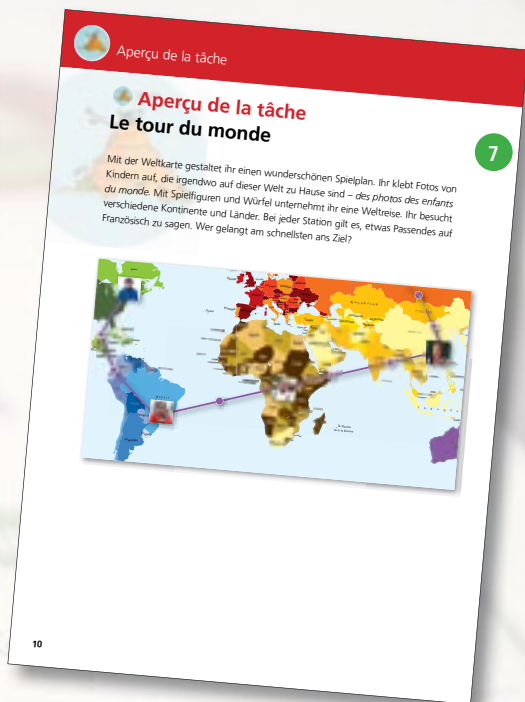 Aperçu de la tâche
Aperçu de la tâche
Le tour du monde
7
Mit der Weltkarte gestaltet ihr einen wunderschönen Spielplan. Ihr klebt Fotos von
Kindern auf, die irgendwo auf dieser Welt zu Hause sind – des photos des enfants
du monde. Mit Spielfiguren und Würfel unternehmt ihr eine Weltreise. Ihr besucht
verschiedene Kontinente und Länder. Bei jeder Station gilt es, etwas Passendes auf
Französisch zu sagen. Wer gelangt am schnellsten ans Ziel?
10